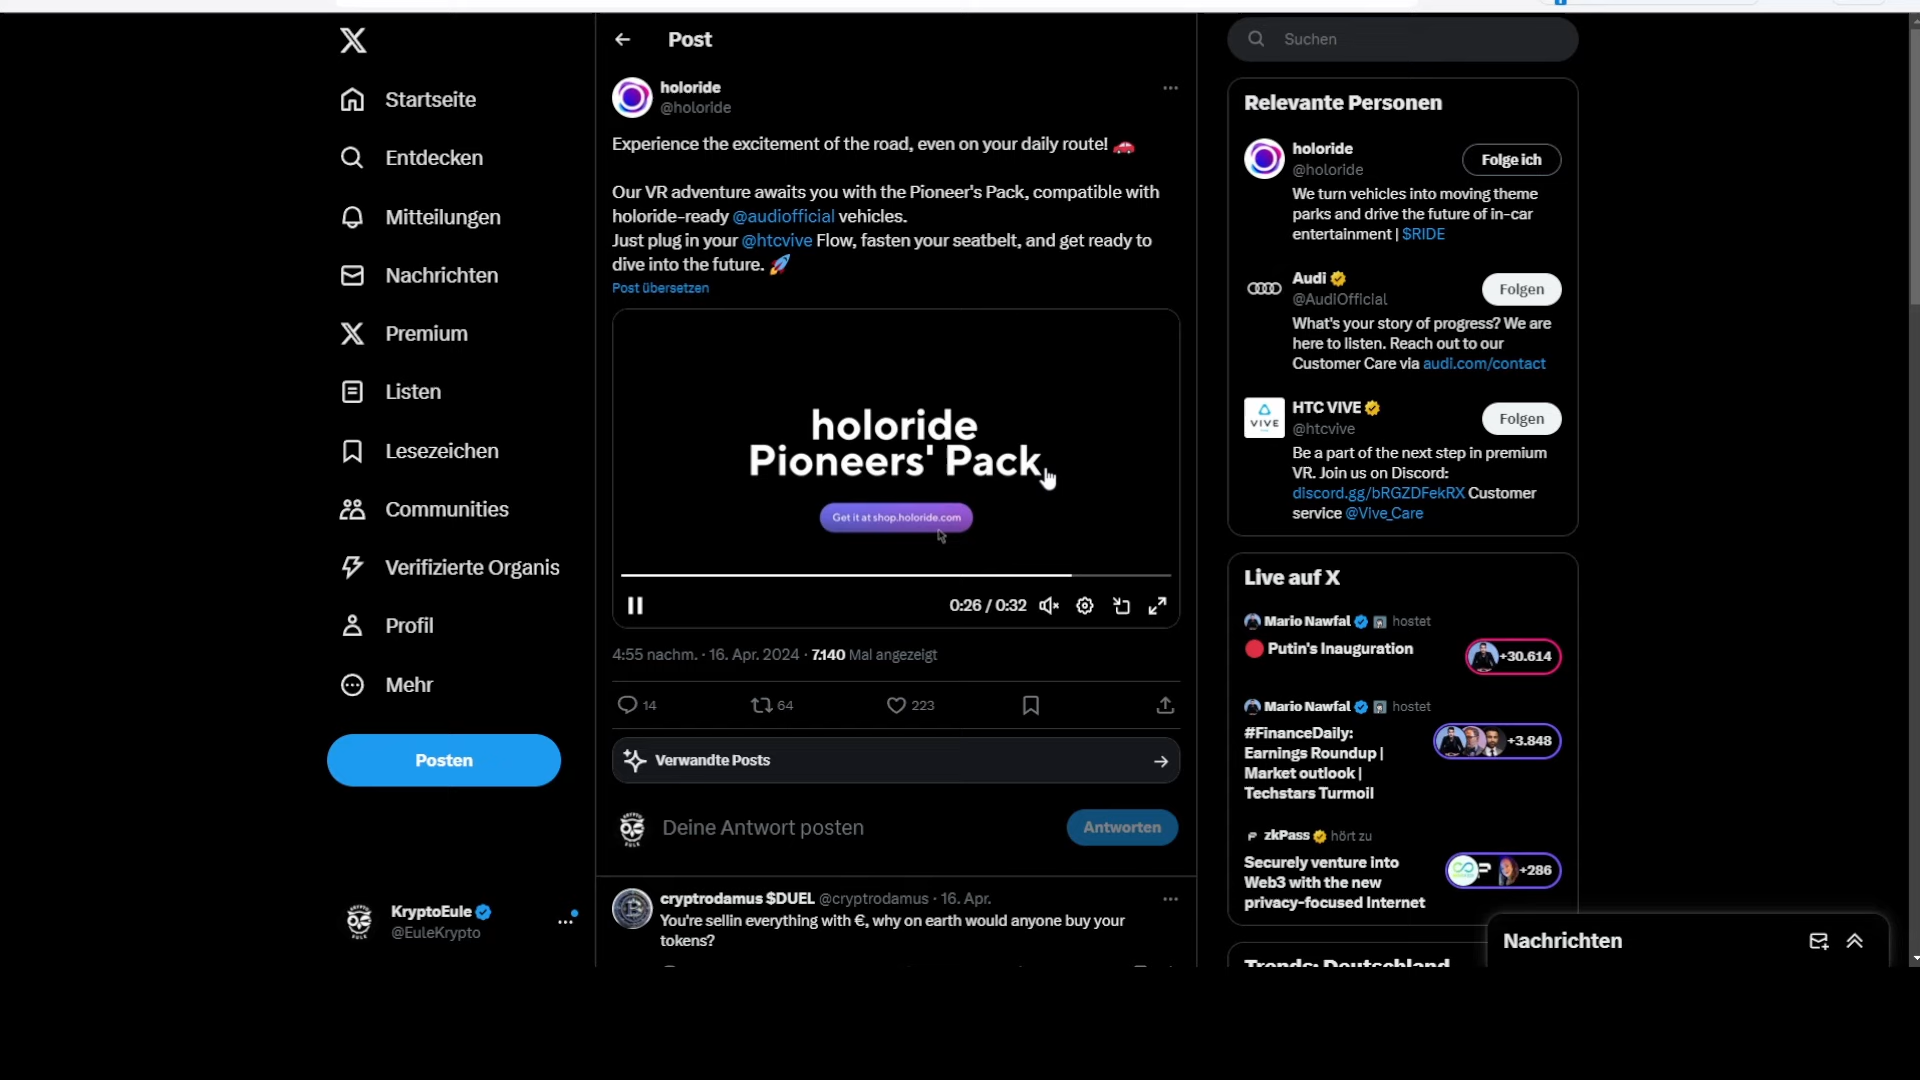 Startseite
Entdecken
Mitteilungen
Nachrichten
Premium
Listen
Lesezeichen
Communities
Verifizierte Organis
Profil
Mehr
Posten
KryptoEule
@EuleKrypto
Post
holoride
@holoride
Experience the excitement of the road, even on your daily route! 🚗
Our VR adventure awaits you with the Pioneer's Pack, compatible with
holoride-ready @audiofficial vehicles.
Just plug in your @htcvive Flow, fasten your seatbelt, and get ready to
dive into the future. 🚀
Post übersetzen
holoride
Pioneers' Pack
Get it at shop.holoride.com
0:26 / 0:32
4:55 nachm. · 16. Apr. 2024 · 7.140 Mal angezeigt
14 64 223
Verwandte Posts
Deine Antwort posten
Antworten
cryptrodamus $DUEL @cryptrodamus · 16. Apr.
You're sellin everything with €, why on earth would anyone buy your
tokens?
Suchen
Relevante Personen
holoride
@holoride
Folge ich
We turn vehicles into moving theme
parks and drive the future of in-car
entertainment | $RIDE
Audi
@AudiOfficial
Folgen
What's your story of progress? We are
here to listen. Reach out to our
Customer Care via audi.com/contact
VIVE
HTC VIVE
@htcvive
Folgen
Be a part of the next step in premium
VR. Join us on Discord:
discord.gg/bRGZDFekRX Customer
service @Vive_Care
Live auf X
Mario Nawfal hostet
Putin's Inauguration
+30.614
Mario Nawfal hostet
#FinanceDaily:
Earnings Roundup |
Market outlook |
Techstars Turmoil
+3.848
zkPass hört zu
Securely venture into
Web3 with the new
privacy-focused Internet
+286
Trends: Deutschland
Nachrichten